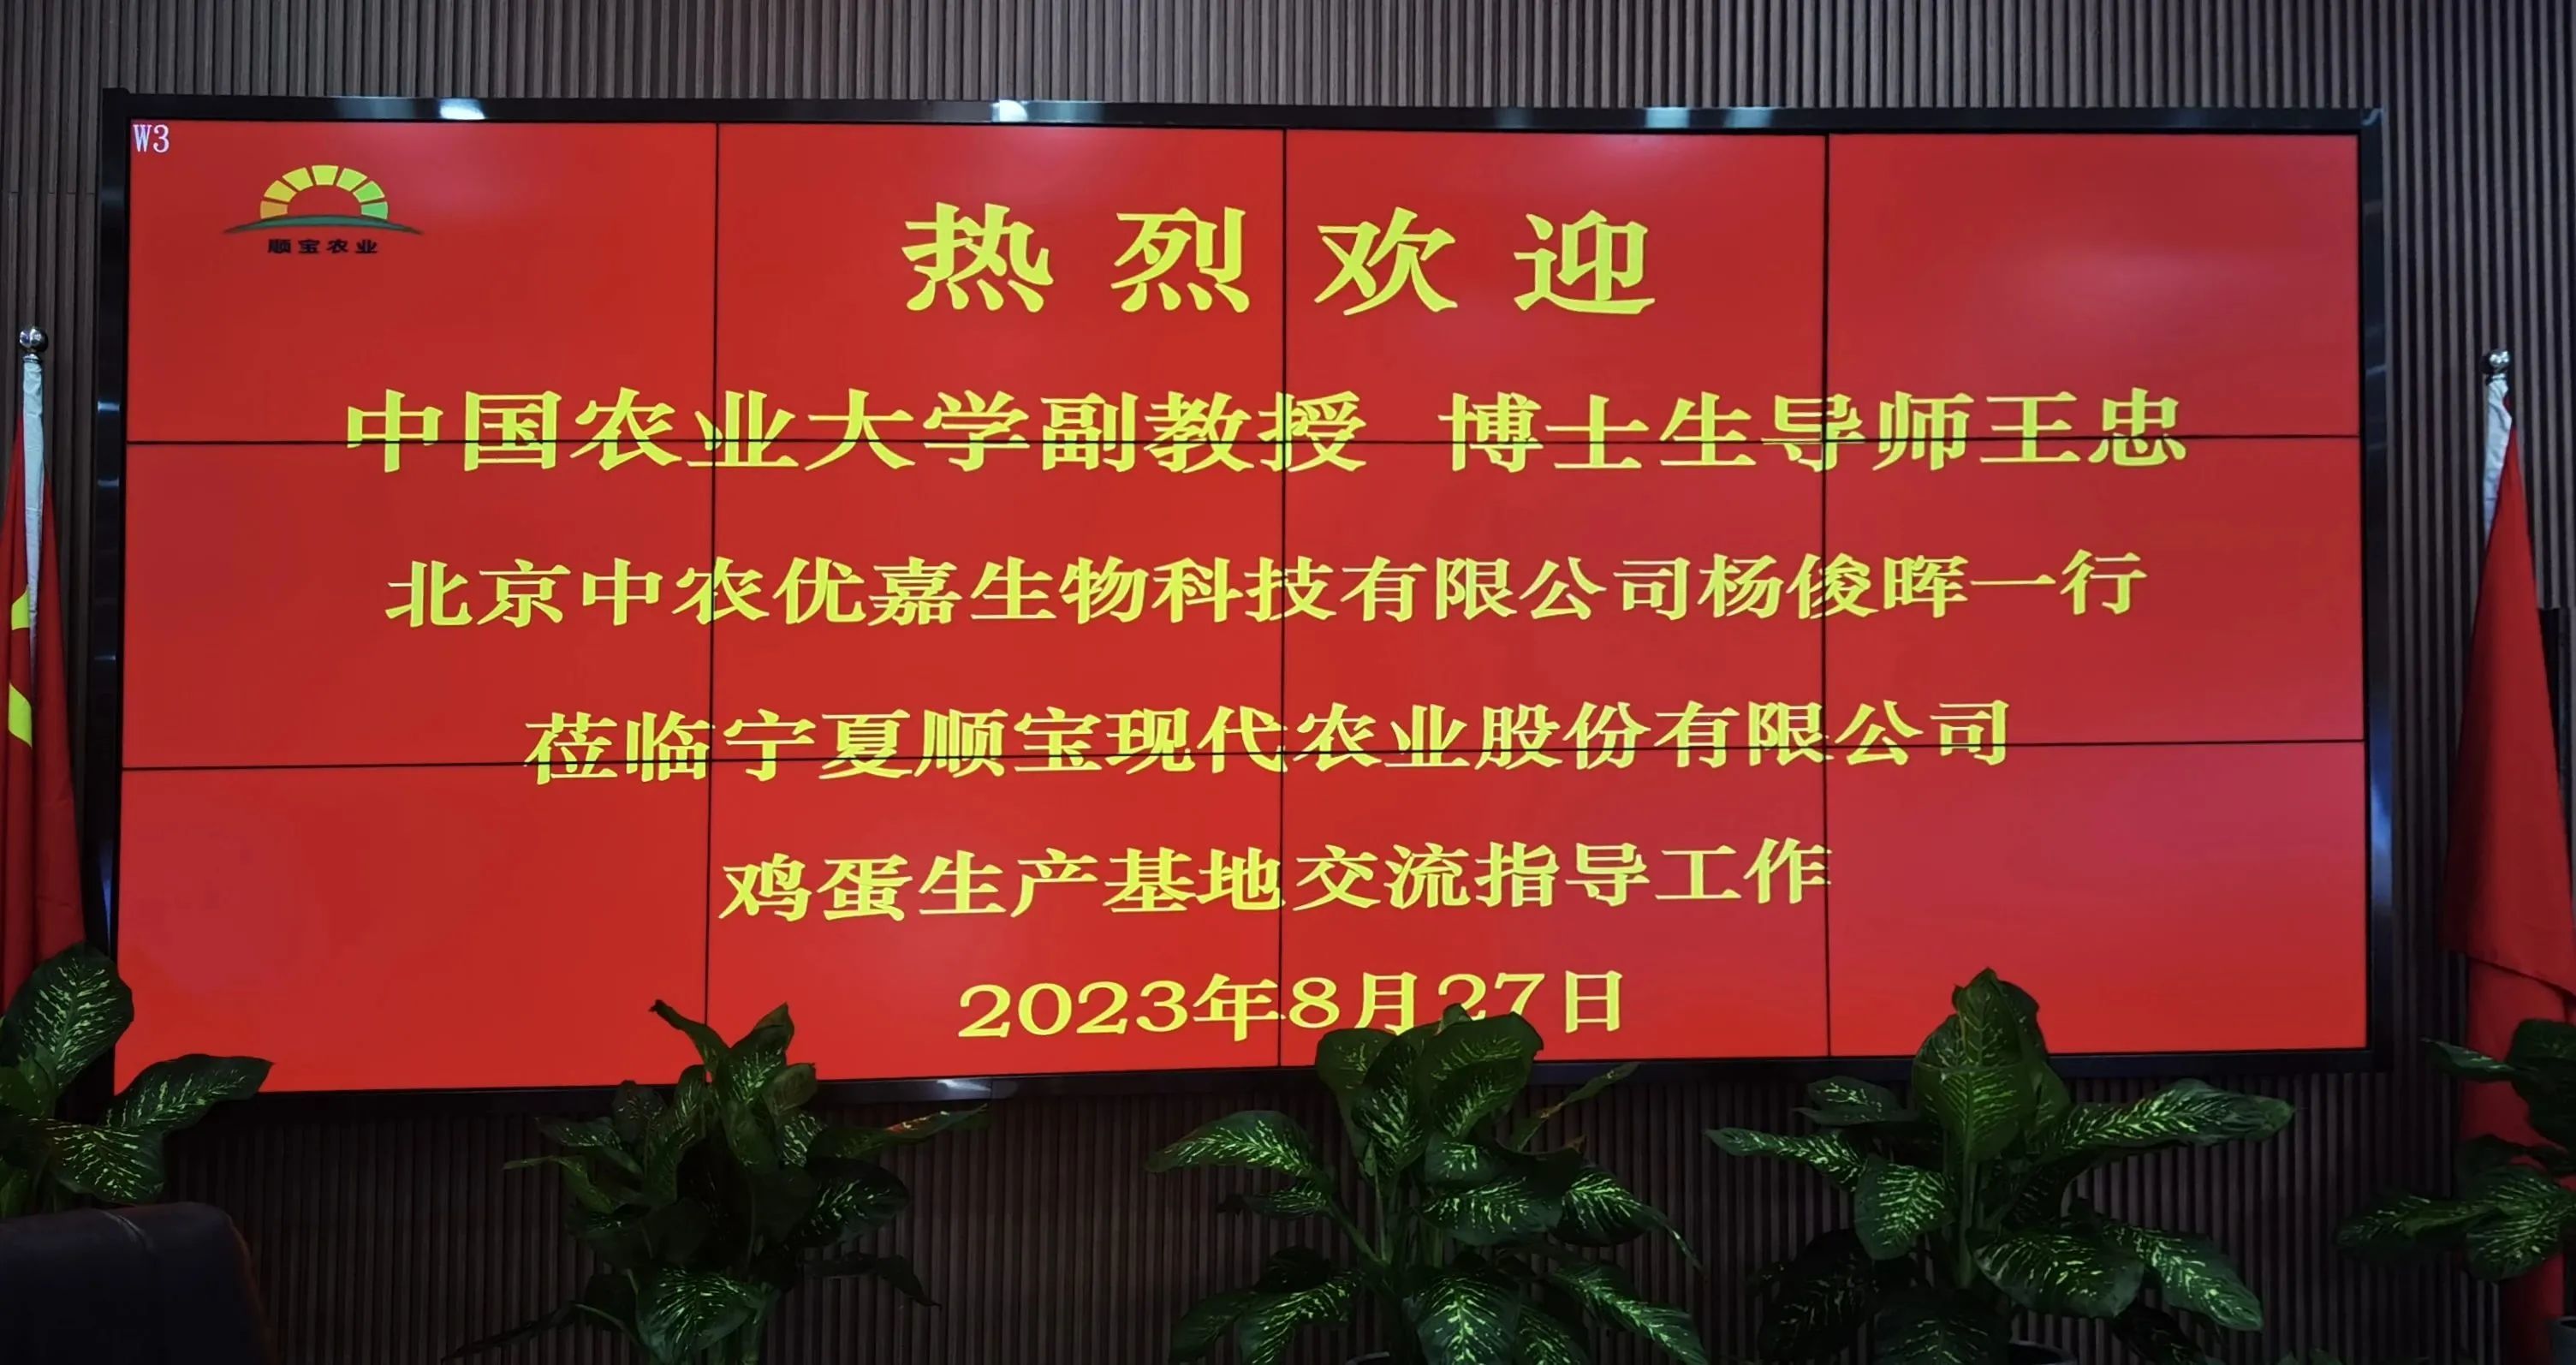 W3
顺宝农业
热烈欢迎
中国农业大学副教授 博士生导师王忠
北京中农优嘉生物科技有限公司杨俊晖一行
莅临宁夏顺宝现代农业股份有限公司
鸡蛋生产基地交流指导工作
2023年8月27日